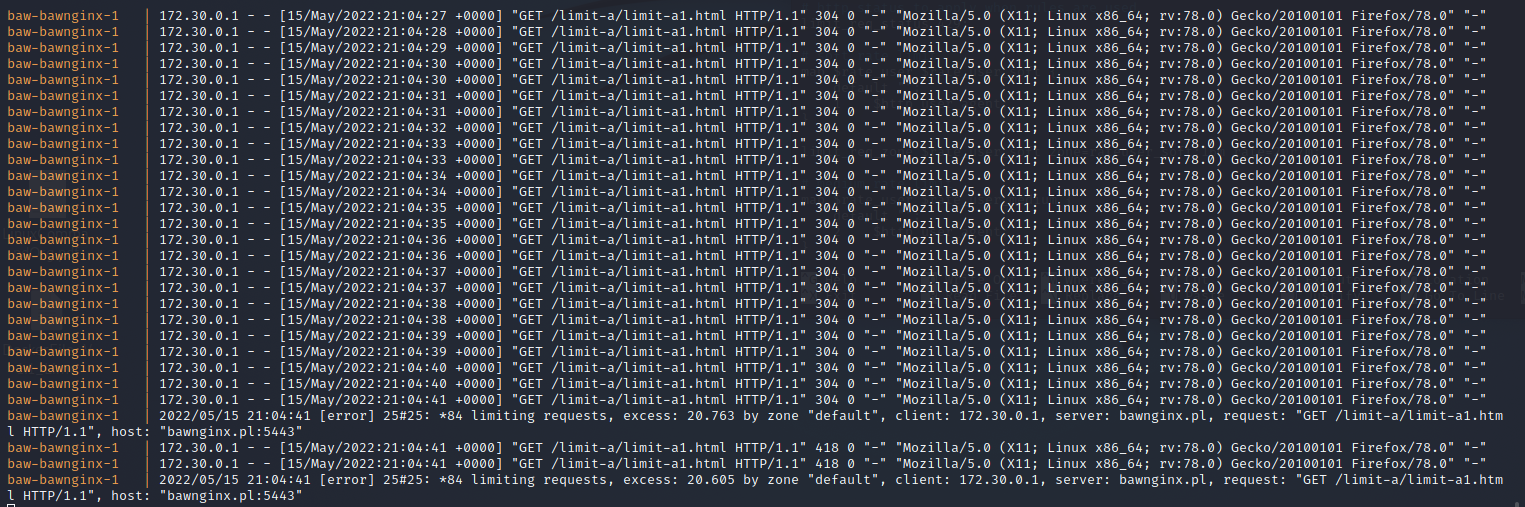 baw-bawnginx-1   | 172.30.0.1 - - [15/May/2022:21:04:27 +0000] "GET /limit-a/limit-a1.html HTTP/1.1" 304 0 "-" "Mozilla/5.0 (X11; Linux x86_64; rv:78.0) Gecko/20100101 Firefox/78.0" "-"
baw-bawnginx-1   | 172.30.0.1 - - [15/May/2022:21:04:28 +0000] "GET /limit-a/limit-a1.html HTTP/1.1" 304 0 "-" "Mozilla/5.0 (X11; Linux x86_64; rv:78.0) Gecko/20100101 Firefox/78.0" "-"
baw-bawnginx-1   | 172.30.0.1 - - [15/May/2022:21:04:29 +0000] "GET /limit-a/limit-a1.html HTTP/1.1" 304 0 "-" "Mozilla/5.0 (X11; Linux x86_64; rv:78.0) Gecko/20100101 Firefox/78.0" "-"
baw-bawnginx-1   | 172.30.0.1 - - [15/May/2022:21:04:30 +0000] "GET /limit-a/limit-a1.html HTTP/1.1" 304 0 "-" "Mozilla/5.0 (X11; Linux x86_64; rv:78.0) Gecko/20100101 Firefox/78.0" "-"
baw-bawnginx-1   | 172.30.0.1 - - [15/May/2022:21:04:30 +0000] "GET /limit-a/limit-a1.html HTTP/1.1" 304 0 "-" "Mozilla/5.0 (X11; Linux x86_64; rv:78.0) Gecko/20100101 Firefox/78.0" "-"
baw-bawnginx-1   | 172.30.0.1 - - [15/May/2022:21:04:31 +0000] "GET /limit-a/limit-a1.html HTTP/1.1" 304 0 "-" "Mozilla/5.0 (X11; Linux x86_64; rv:78.0) Gecko/20100101 Firefox/78.0" "-"
baw-bawnginx-1   | 172.30.0.1 - - [15/May/2022:21:04:31 +0000] "GET /limit-a/limit-a1.html HTTP/1.1" 304 0 "-" "Mozilla/5.0 (X11; Linux x86_64; rv:78.0) Gecko/20100101 Firefox/78.0" "-"
baw-bawnginx-1   | 172.30.0.1 - - [15/May/2022:21:04:32 +0000] "GET /limit-a/limit-a1.html HTTP/1.1" 304 0 "-" "Mozilla/5.0 (X11; Linux x86_64; rv:78.0) Gecko/20100101 Firefox/78.0" "-"
baw-bawnginx-1   | 172.30.0.1 - - [15/May/2022:21:04:33 +0000] "GET /limit-a/limit-a1.html HTTP/1.1" 304 0 "-" "Mozilla/5.0 (X11; Linux x86_64; rv:78.0) Gecko/20100101 Firefox/78.0" "-"
baw-bawnginx-1   | 172.30.0.1 - - [15/May/2022:21:04:33 +0000] "GET /limit-a/limit-a1.html HTTP/1.1" 304 0 "-" "Mozilla/5.0 (X11; Linux x86_64; rv:78.0) Gecko/20100101 Firefox/78.0" "-"
baw-bawnginx-1   | 172.30.0.1 - - [15/May/2022:21:04:34 +0000] "GET /limit-a/limit-a1.html HTTP/1.1" 304 0 "-" "Mozilla/5.0 (X11; Linux x86_64; rv:78.0) Gecko/20100101 Firefox/78.0" "-"
baw-bawnginx-1   | 172.30.0.1 - - [15/May/2022:21:04:34 +0000] "GET /limit-a/limit-a1.html HTTP/1.1" 304 0 "-" "Mozilla/5.0 (X11; Linux x86_64; rv:78.0) Gecko/20100101 Firefox/78.0" "-"
baw-bawnginx-1   | 172.30.0.1 - - [15/May/2022:21:04:35 +0000] "GET /limit-a/limit-a1.html HTTP/1.1" 304 0 "-" "Mozilla/5.0 (X11; Linux x86_64; rv:78.0) Gecko/20100101 Firefox/78.0" "-"
baw-bawnginx-1   | 172.30.0.1 - - [15/May/2022:21:04:35 +0000] "GET /limit-a/limit-a1.html HTTP/1.1" 304 0 "-" "Mozilla/5.0 (X11; Linux x86_64; rv:78.0) Gecko/20100101 Firefox/78.0" "-"
baw-bawnginx-1   | 172.30.0.1 - - [15/May/2022:21:04:36 +0000] "GET /limit-a/limit-a1.html HTTP/1.1" 304 0 "-" "Mozilla/5.0 (X11; Linux x86_64; rv:78.0) Gecko/20100101 Firefox/78.0" "-"
baw-bawnginx-1   | 172.30.0.1 - - [15/May/2022:21:04:36 +0000] "GET /limit-a/limit-a1.html HTTP/1.1" 304 0 "-" "Mozilla/5.0 (X11; Linux x86_64; rv:78.0) Gecko/20100101 Firefox/78.0" "-"
baw-bawnginx-1   | 172.30.0.1 - - [15/May/2022:21:04:37 +0000] "GET /limit-a/limit-a1.html HTTP/1.1" 304 0 "-" "Mozilla/5.0 (X11; Linux x86_64; rv:78.0) Gecko/20100101 Firefox/78.0" "-"
baw-bawnginx-1   | 172.30.0.1 - - [15/May/2022:21:04:37 +0000] "GET /limit-a/limit-a1.html HTTP/1.1" 304 0 "-" "Mozilla/5.0 (X11; Linux x86_64; rv:78.0) Gecko/20100101 Firefox/78.0" "-"
baw-bawnginx-1   | 172.30.0.1 - - [15/May/2022:21:04:38 +0000] "GET /limit-a/limit-a1.html HTTP/1.1" 304 0 "-" "Mozilla/5.0 (X11; Linux x86_64; rv:78.0) Gecko/20100101 Firefox/78.0" "-"
baw-bawnginx-1   | 172.30.0.1 - - [15/May/2022:21:04:38 +0000] "GET /limit-a/limit-a1.html HTTP/1.1" 304 0 "-" "Mozilla/5.0 (X11; Linux x86_64; rv:78.0) Gecko/20100101 Firefox/78.0" "-"
baw-bawnginx-1   | 172.30.0.1 - - [15/May/2022:21:04:39 +0000] "GET /limit-a/limit-a1.html HTTP/1.1" 304 0 "-" "Mozilla/5.0 (X11; Linux x86_64; rv:78.0) Gecko/20100101 Firefox/78.0" "-"
baw-bawnginx-1   | 172.30.0.1 - - [15/May/2022:21:04:39 +0000] "GET /limit-a/limit-a1.html HTTP/1.1" 304 0 "-" "Mozilla/5.0 (X11; Linux x86_64; rv:78.0) Gecko/20100101 Firefox/78.0" "-"
baw-bawnginx-1   | 172.30.0.1 - - [15/May/2022:21:04:40 +0000] "GET /limit-a/limit-a1.html HTTP/1.1" 304 0 "-" "Mozilla/5.0 (X11; Linux x86_64; rv:78.0) Gecko/20100101 Firefox/78.0" "-"
baw-bawnginx-1   | 172.30.0.1 - - [15/May/2022:21:04:40 +0000] "GET /limit-a/limit-a1.html HTTP/1.1" 304 0 "-" "Mozilla/5.0 (X11; Linux x86_64; rv:78.0) Gecko/20100101 Firefox/78.0" "-"
baw-bawnginx-1   | 172.30.0.1 - - [15/May/2022:21:04:41 +0000] "GET /limit-a/limit-a1.html HTTP/1.1" 304 0 "-" "Mozilla/5.0 (X11; Linux x86_64; rv:78.0) Gecko/20100101 Firefox/78.0" "-"
baw-bawnginx-1   | 2022/05/15 21:04:41 [error] 25#25: *84 limiting requests, excess: 20.763 by zone "default", client: 172.30.0.1, server: bawnginx.pl, request: "GET /limit-a/limit-a1.htm
l HTTP/1.1", host: "bawnginx.pl:5443"
baw-bawnginx-1   | 172.30.0.1 - - [15/May/2022:21:04:41 +0000] "GET /limit-a/limit-a1.html HTTP/1.1" 418 0 "-" "Mozilla/5.0 (X11; Linux x86_64; rv:78.0) Gecko/20100101 Firefox/78.0" "-"
baw-bawnginx-1   | 172.30.0.1 - - [15/May/2022:21:04:41 +0000] "GET /limit-a/limit-a1.html HTTP/1.1" 418 0 "-" "Mozilla/5.0 (X11; Linux x86_64; rv:78.0) Gecko/20100101 Firefox/78.0" "-"
baw-bawnginx-1   | 2022/05/15 21:04:41 [error] 25#25: *84 limiting requests, excess: 20.605 by zone "default", client: 172.30.0.1, server: bawnginx.pl, request: "GET /limit-a/limit-a1.htm
l HTTP/1.1", host: "bawnginx.pl:5443"